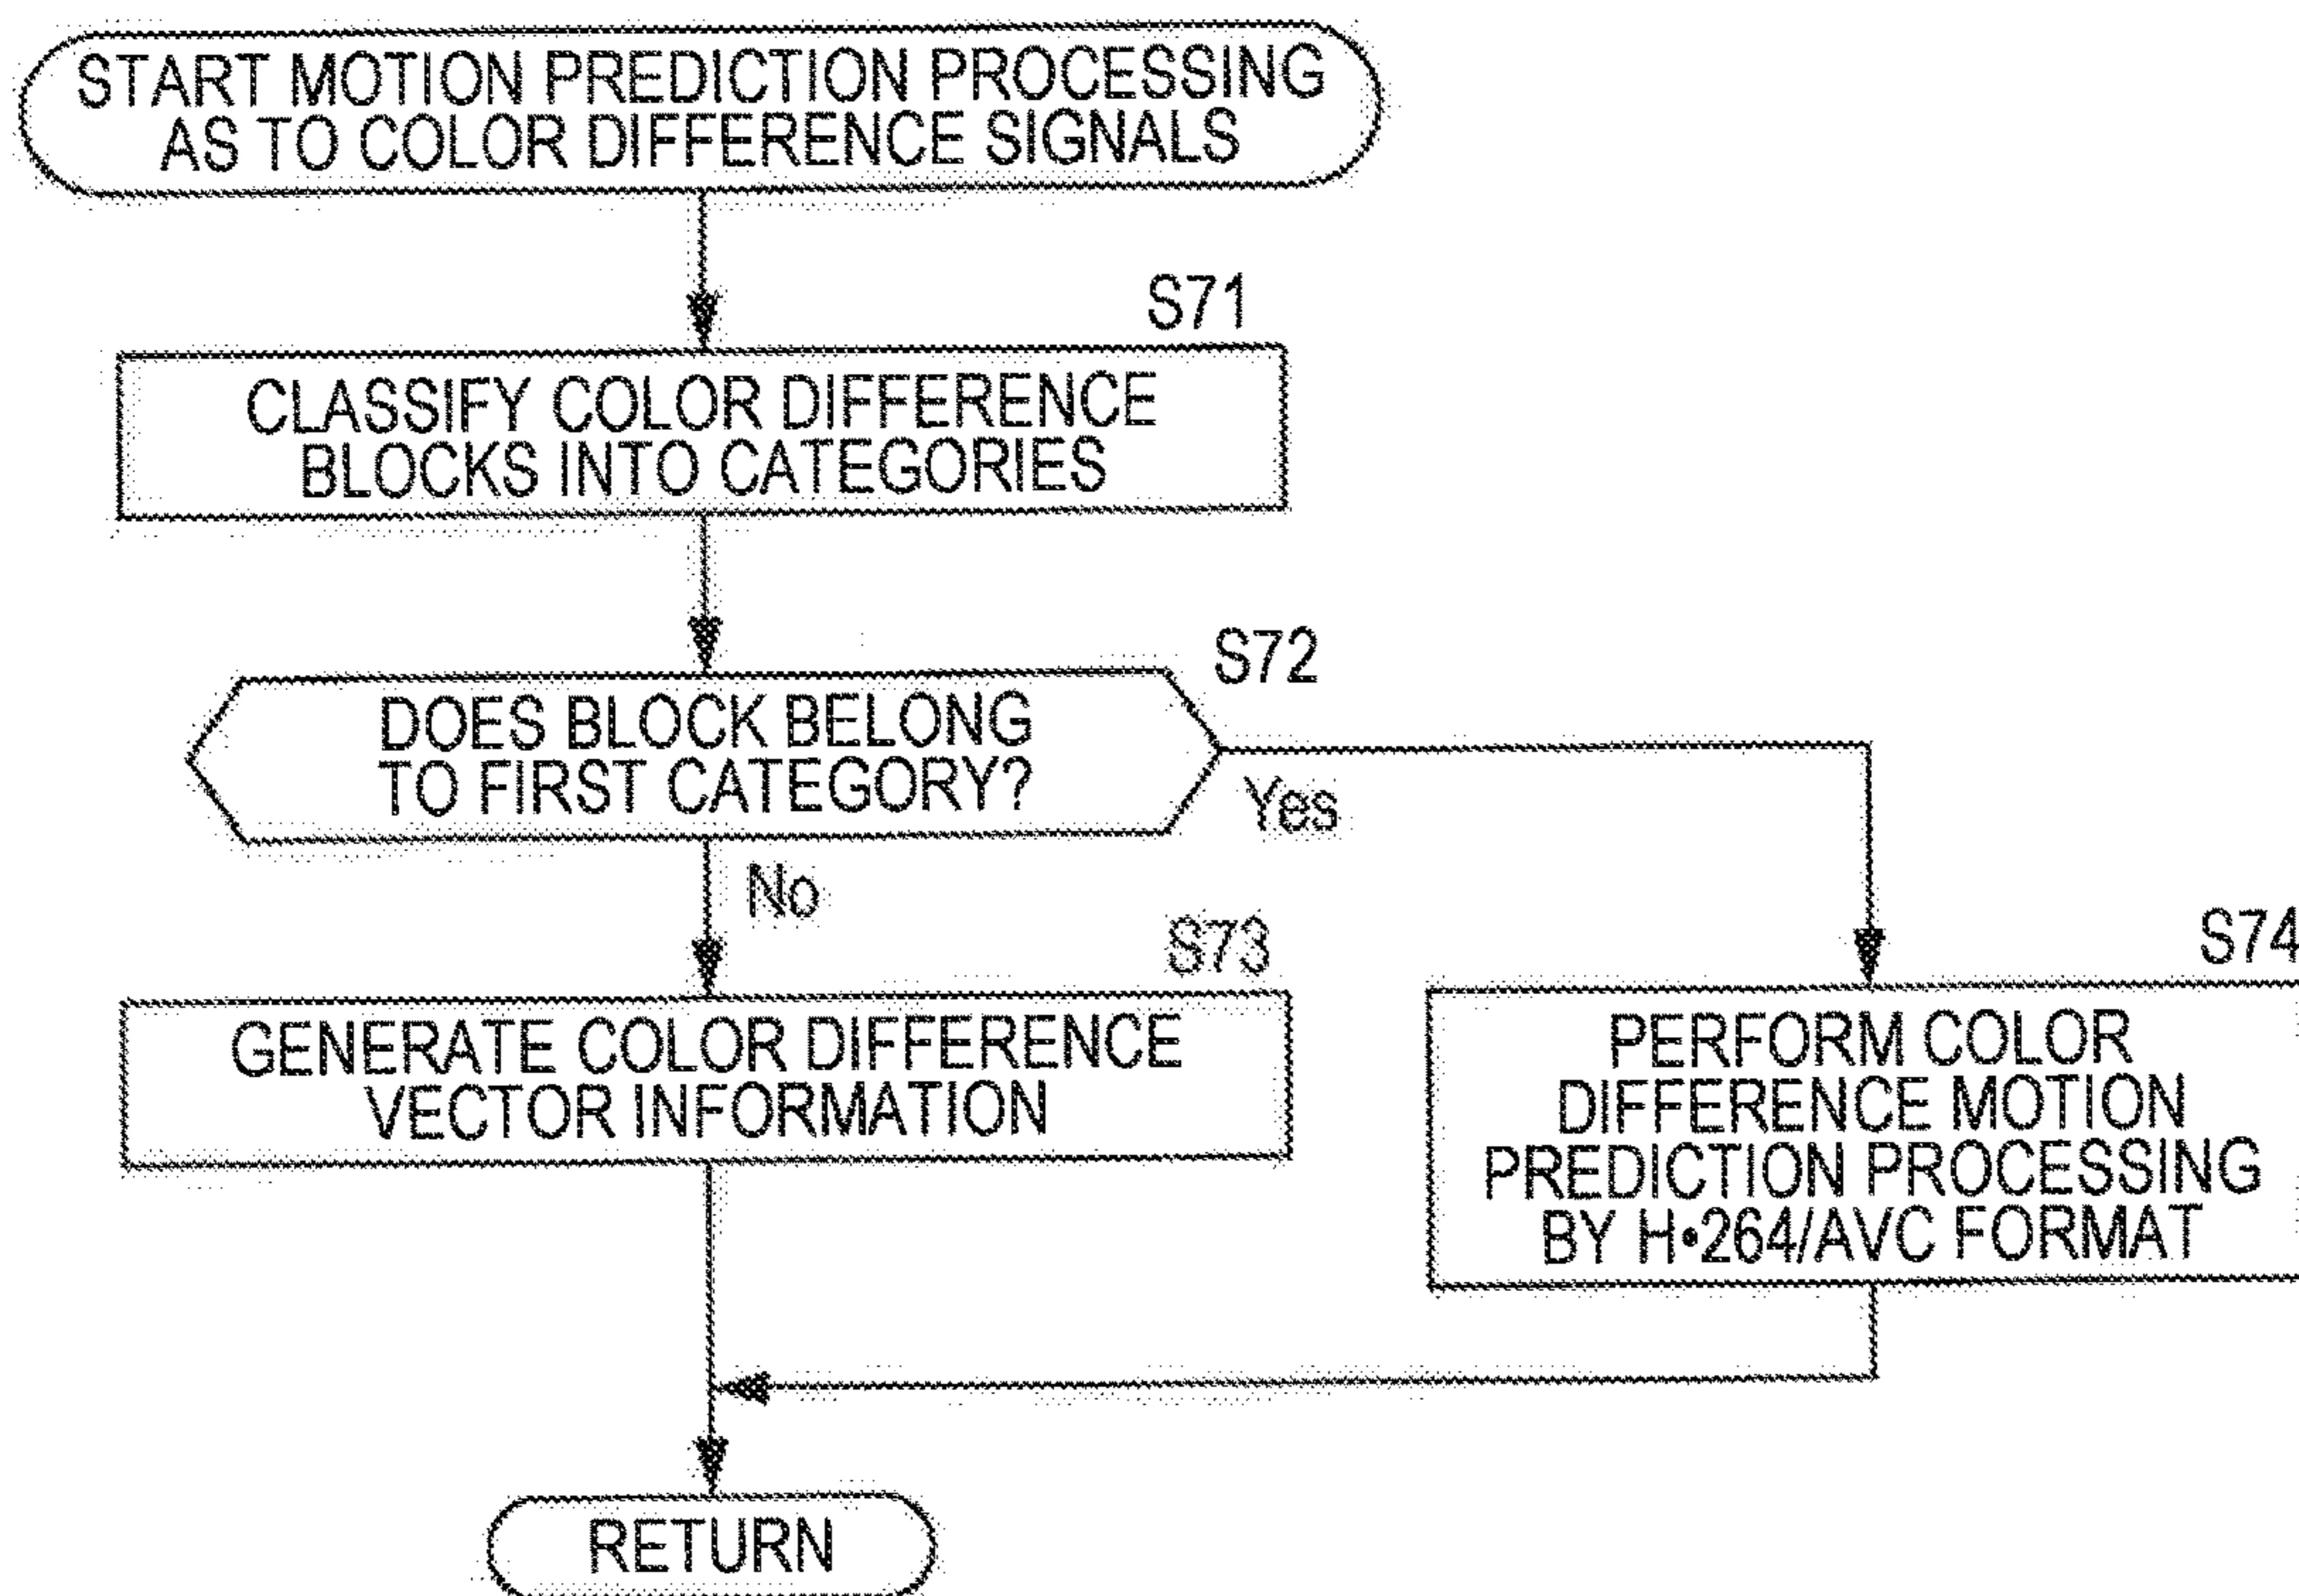 START MOTION PREDICTION PROCESSING
AS TO COLOR DIFFERENCE SIGNALS
S71
CLASSIFY COLOR DIFFERENCE
BLOCKS INTO CATEGORIES
S72
DOES BLOCK BELONG
TO FIRST CATEGORY?
Yes
No
S73
GENERATE COLOR DIFFERENCE
VECTOR INFORMATION
S74
PERFORM COLOR
DIFFERENCE MOTION
PREDICTION PROCESSING
BY H•264/AVC FORMAT
RETURN